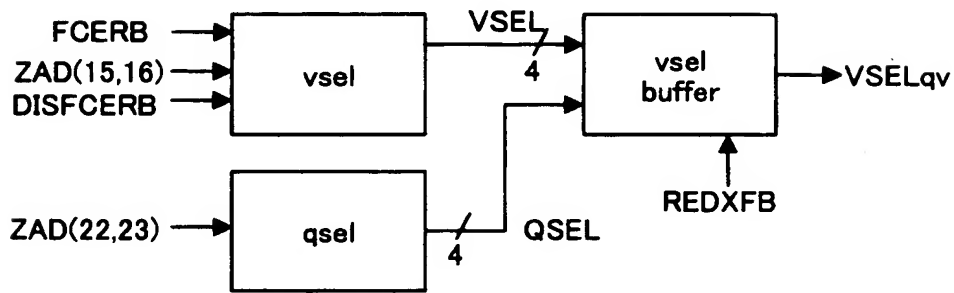 FCERB
ZAD(15,16)
DISFCERB
vsel
VSEL
4
vsel
buffer
VSELqv
REDXFB
ZAD(22,23)
qsel
4
QSEL